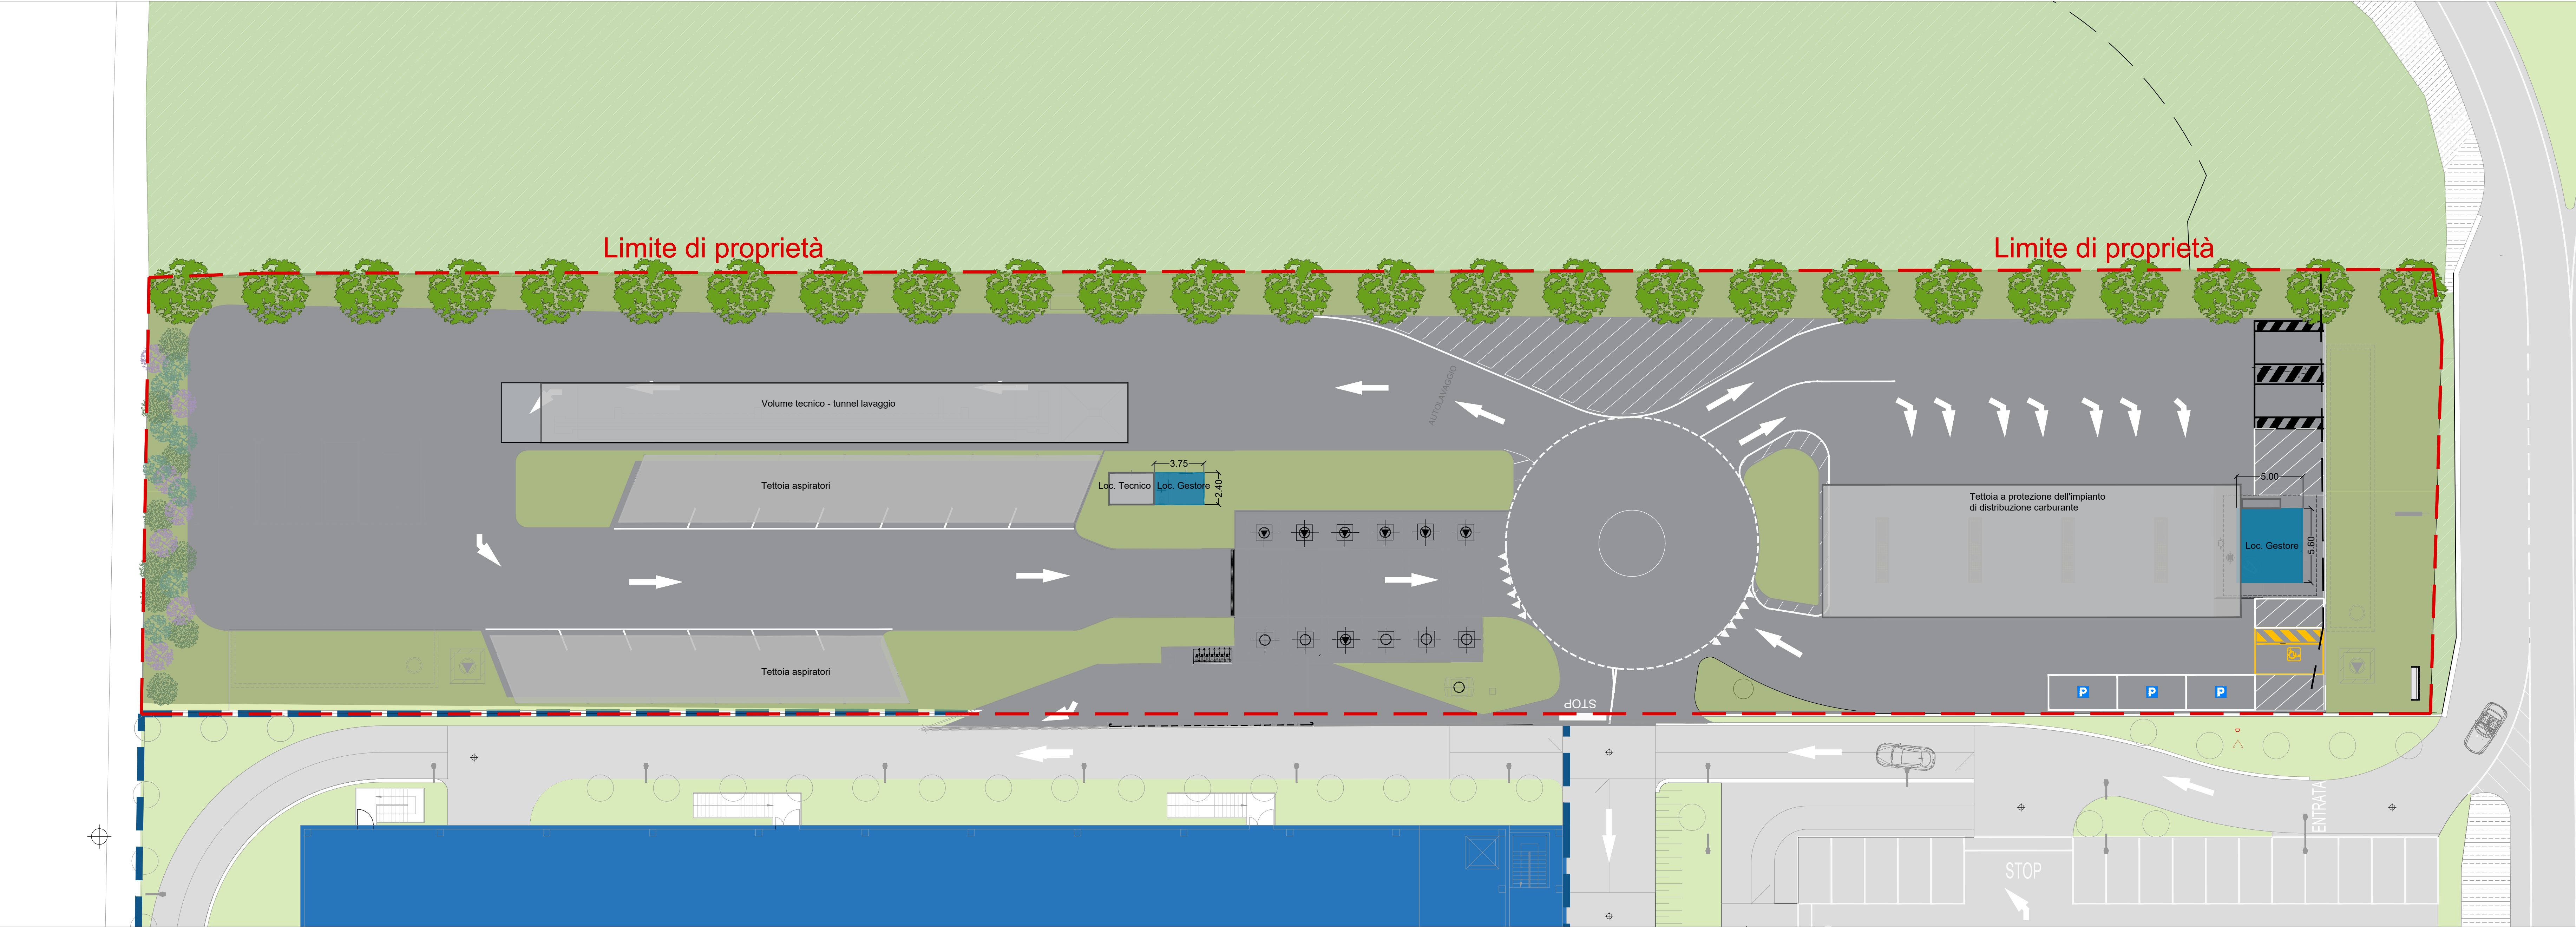 Limite di proprietà
Limite di proprietà
AUTOLAVAGGIO
Volume tecnico - tunnel lavaggio
Tettoia aspiratori
Loc. Tecnico
Loc. Gestore
3.75
2.40
Tettoia a protezione dell'impianto
di distribuzione carburante
5.00
Loc. Gestore
5.60
Tettoia aspiratori
STOP
P
P
P
ENTRATA
STOP